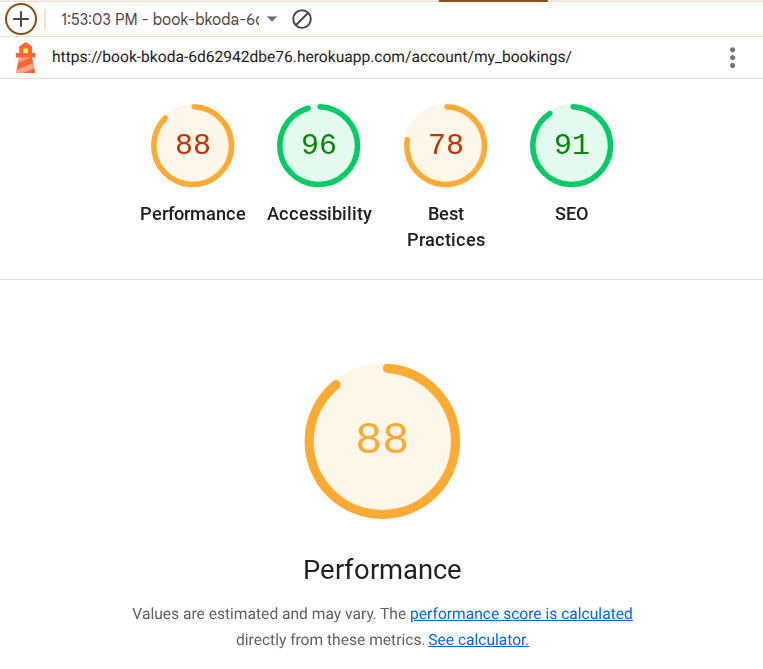 1:53:03 PM - book-bkoda-6d
https://book-bkoda-6d62942dbe76.herokuapp.com/account/my_bookings/
88 96 78 91
Performance Accessibility Best Practices SEO
88
Performance
Values are estimated and may vary. The performance score is calculated
directly from these metrics. See calculator.